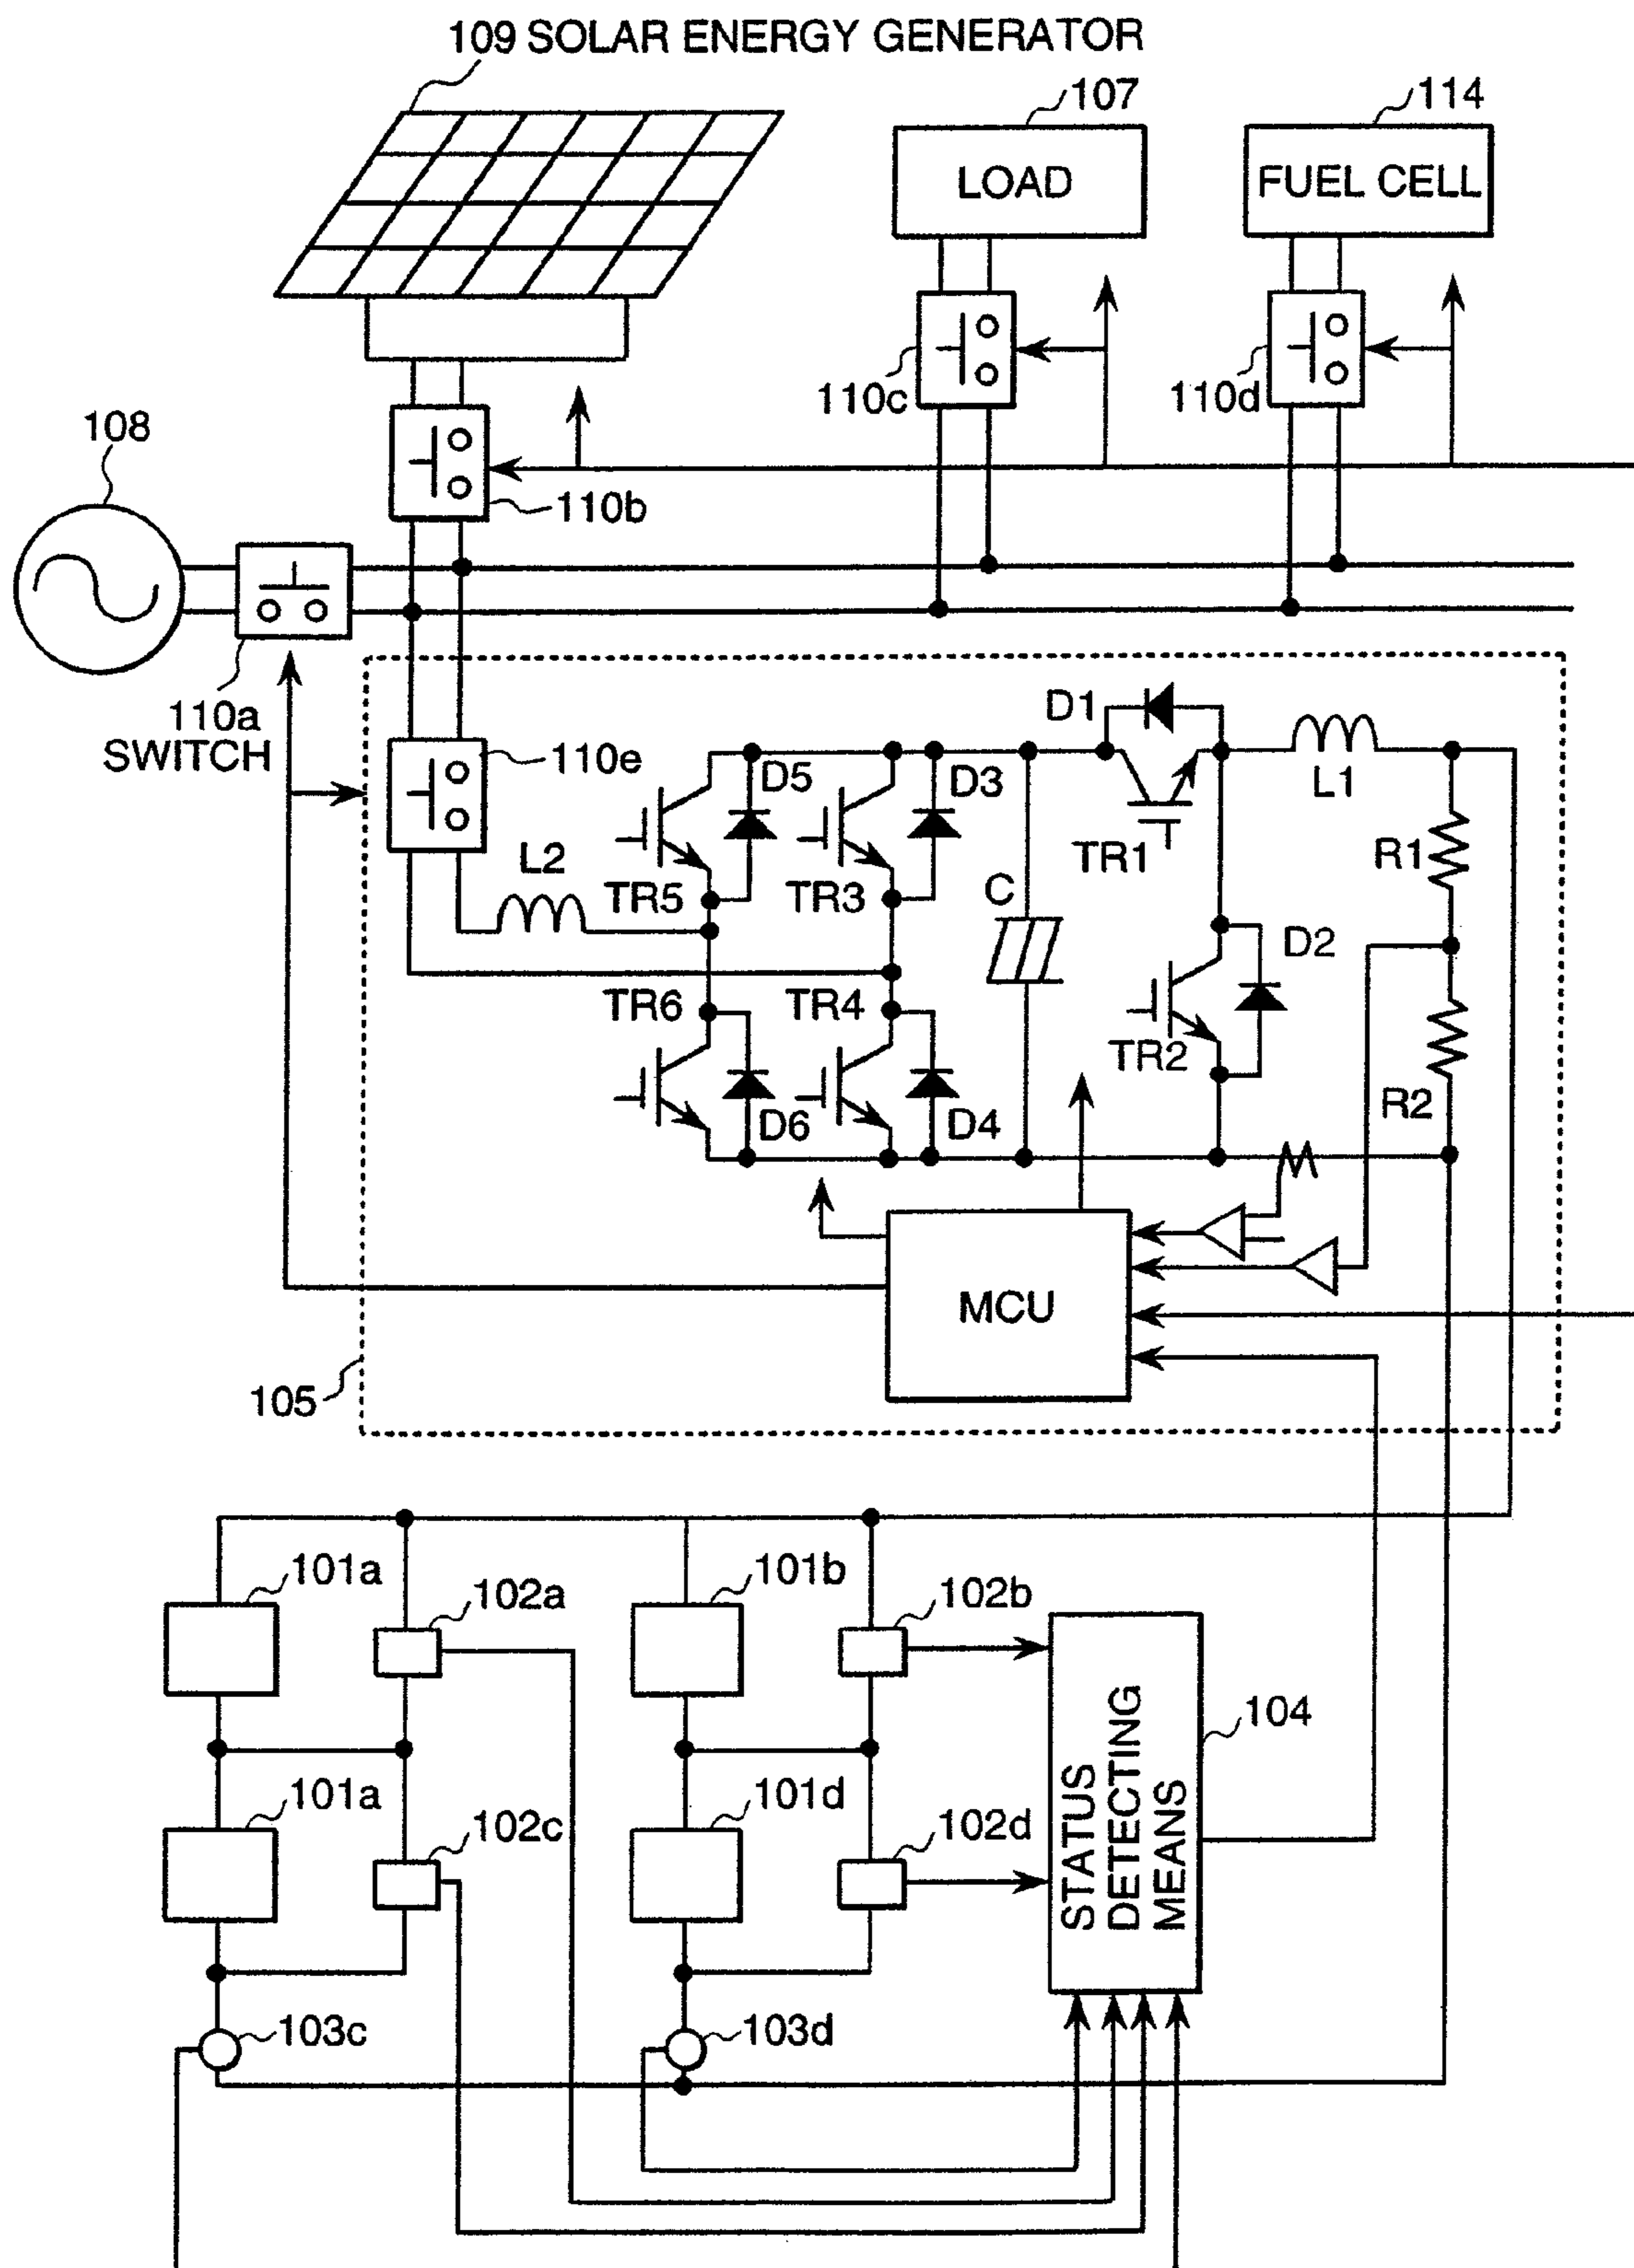 109 SOLAR ENERGY GENERATOR
107
114
LOAD
FUEL CELL
110c
110d
108
110b
110a
SWITCH
110e
D1
L1
D5
D3
L2
TR5
TR3
C
TR1
R1
D2
TR6
TR4
TR2
R2
D6
D4
MCU
105
101a
102a
101b
102b
104
101a
102c
101d
102d
STATUS
DETECTING
MEANS
103c
103d